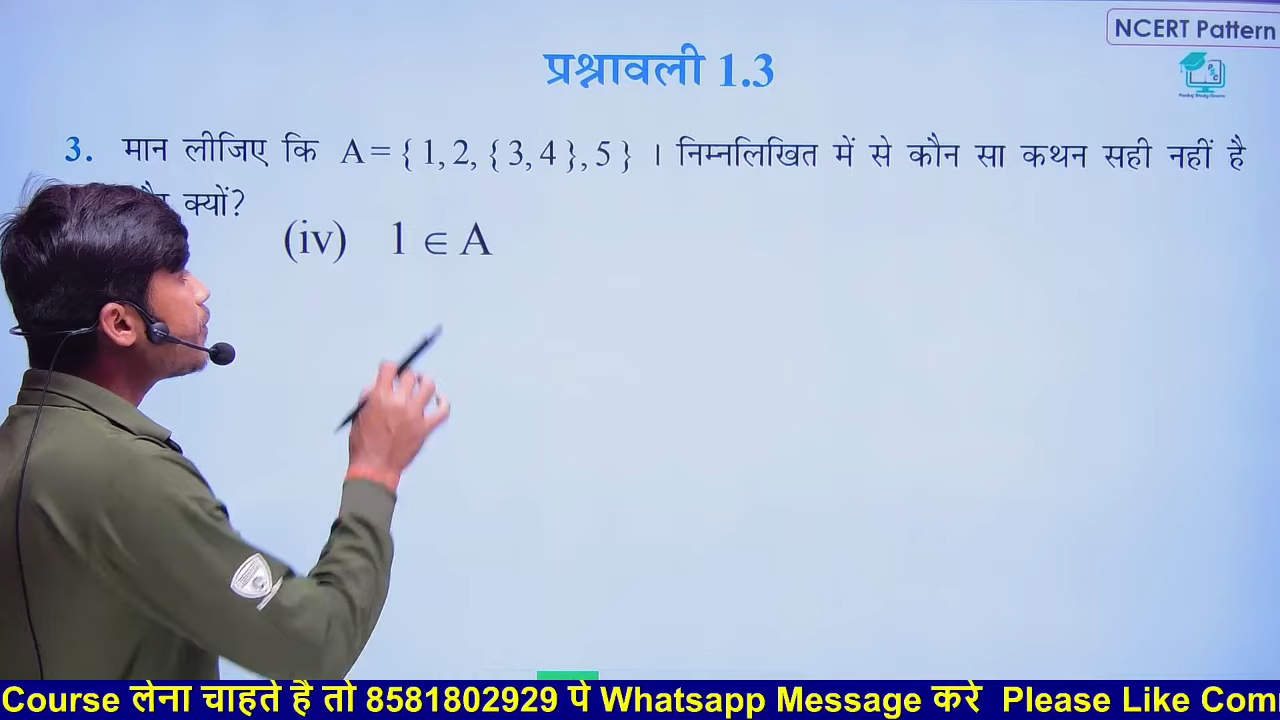 NCERT Pattern
प्रश्नावली 1.3
3. मान लीजिए कि A = { 1, 2, { 3, 4 }, 5 } । निम्नलिखित में से कौन सा कथन सही नहीं है
क्यों?
(iv) 1 ∈ A
Course लेना चाहते है तो 8581802929 पे Whatsapp Message करे Please Like Com